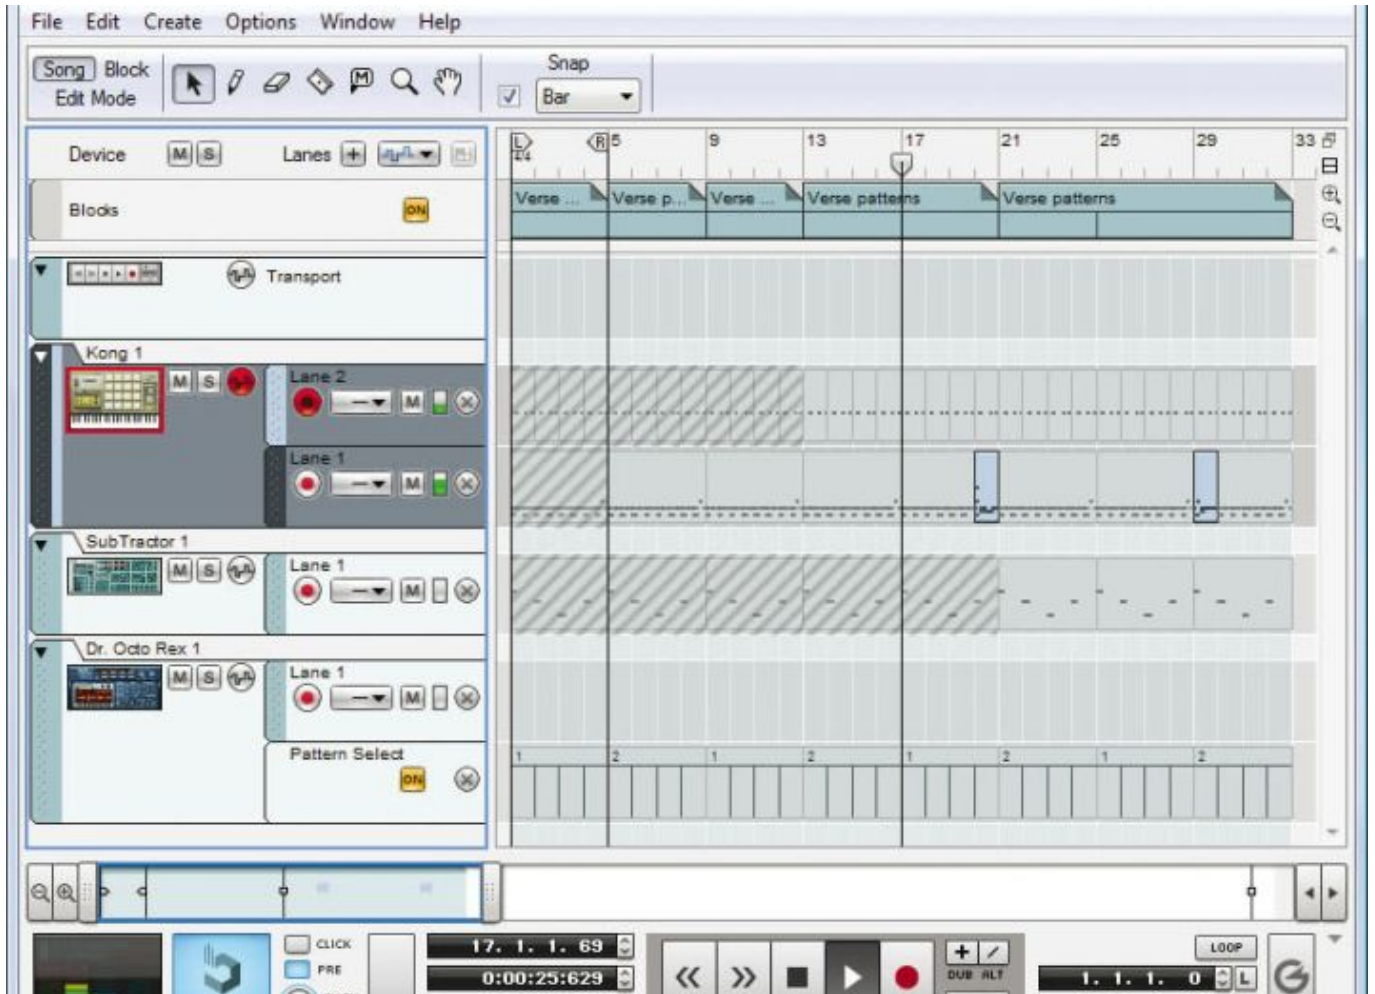 File Edit Create Options Window Help
Song Block
Edit Mode
M
Snap
Bar
Device M S Lanes +
L R 5 9 13 17 21 25 29 33
4/4
Blocks ON
Verse ... Verse p... Verse ... Verse patterns Verse patterns
Transport
Kong 1
M S Lane 2
M
Lane 1
M
SubTractor 1
M S Lane 1
M
Dr. Octo Rex 1
M S Lane 1
M
Pattern Select
ON
1 2 1 2 1 2 1 2
CLICK
PRE
17. 1. 1. 69
0:00:25:629
+ /
DUB ALT
LOOP
1. 1. 1. 0 L